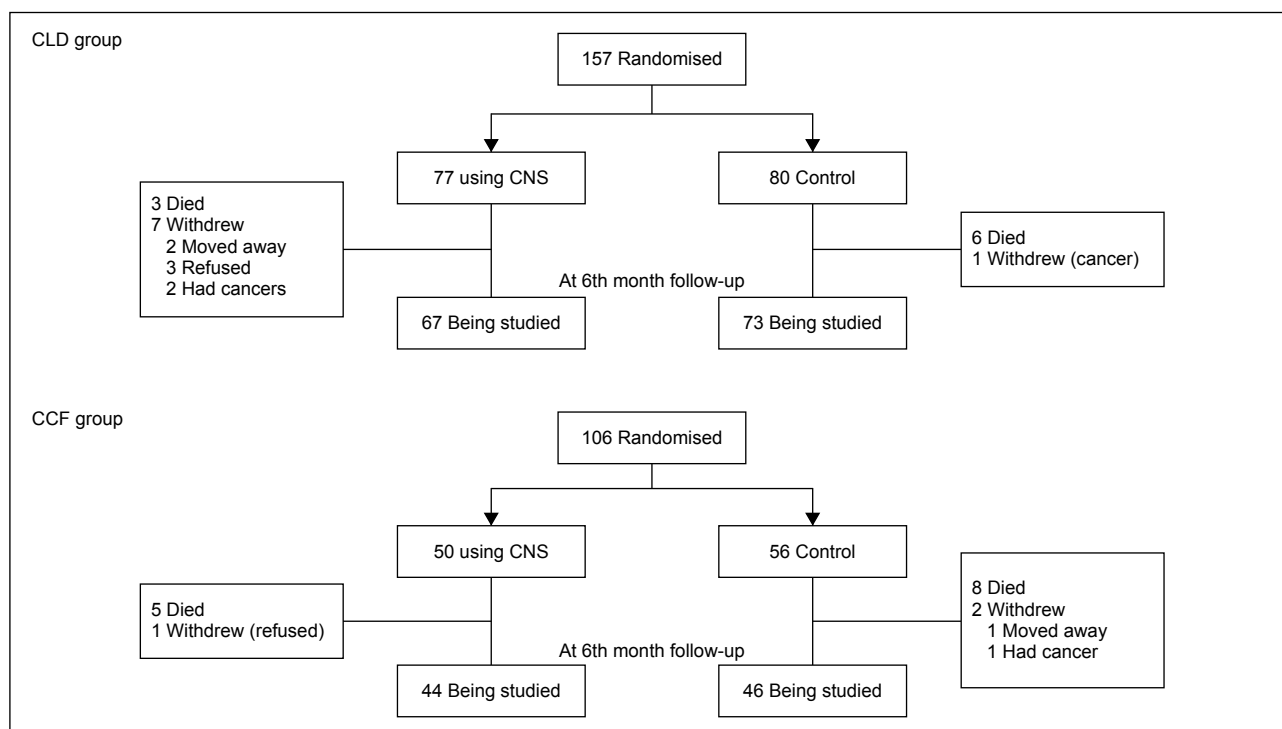 CLD group
157 Randomised
77 using CNS
80 Control
3 Died
7 Withdrew
2 Moved away
3 Refused
2 Had cancers
6 Died
1 Withdrew (cancer)
At 6th month follow-up
67 Being studied
73 Being studied
CCF group
106 Randomised
50 using CNS
56 Control
5 Died
1 Withdrew (refused)
8 Died
2 Withdrew
1 Moved away
1 Had cancer
At 6th month follow-up
44 Being studied
46 Being studied